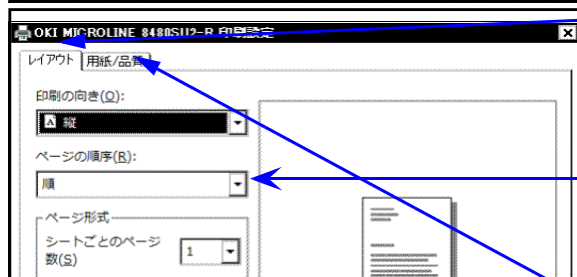 OKI MICROLINE 8480SU2-R 印刷設定
レイアウト 用紙/品質
印刷の向き(O):
A 縦
ページの順序(R):
順
ページ形式
シートごとのページ
数(S)
1